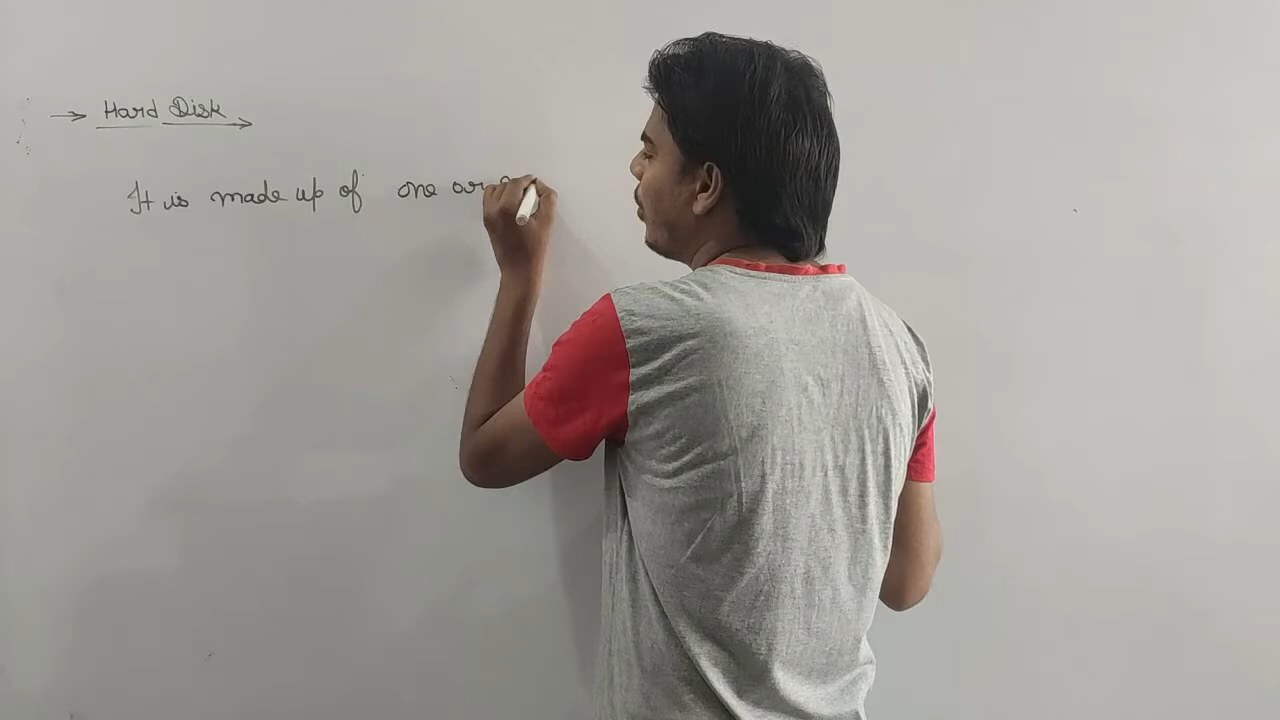 → Hard Disk
It is made up of one or